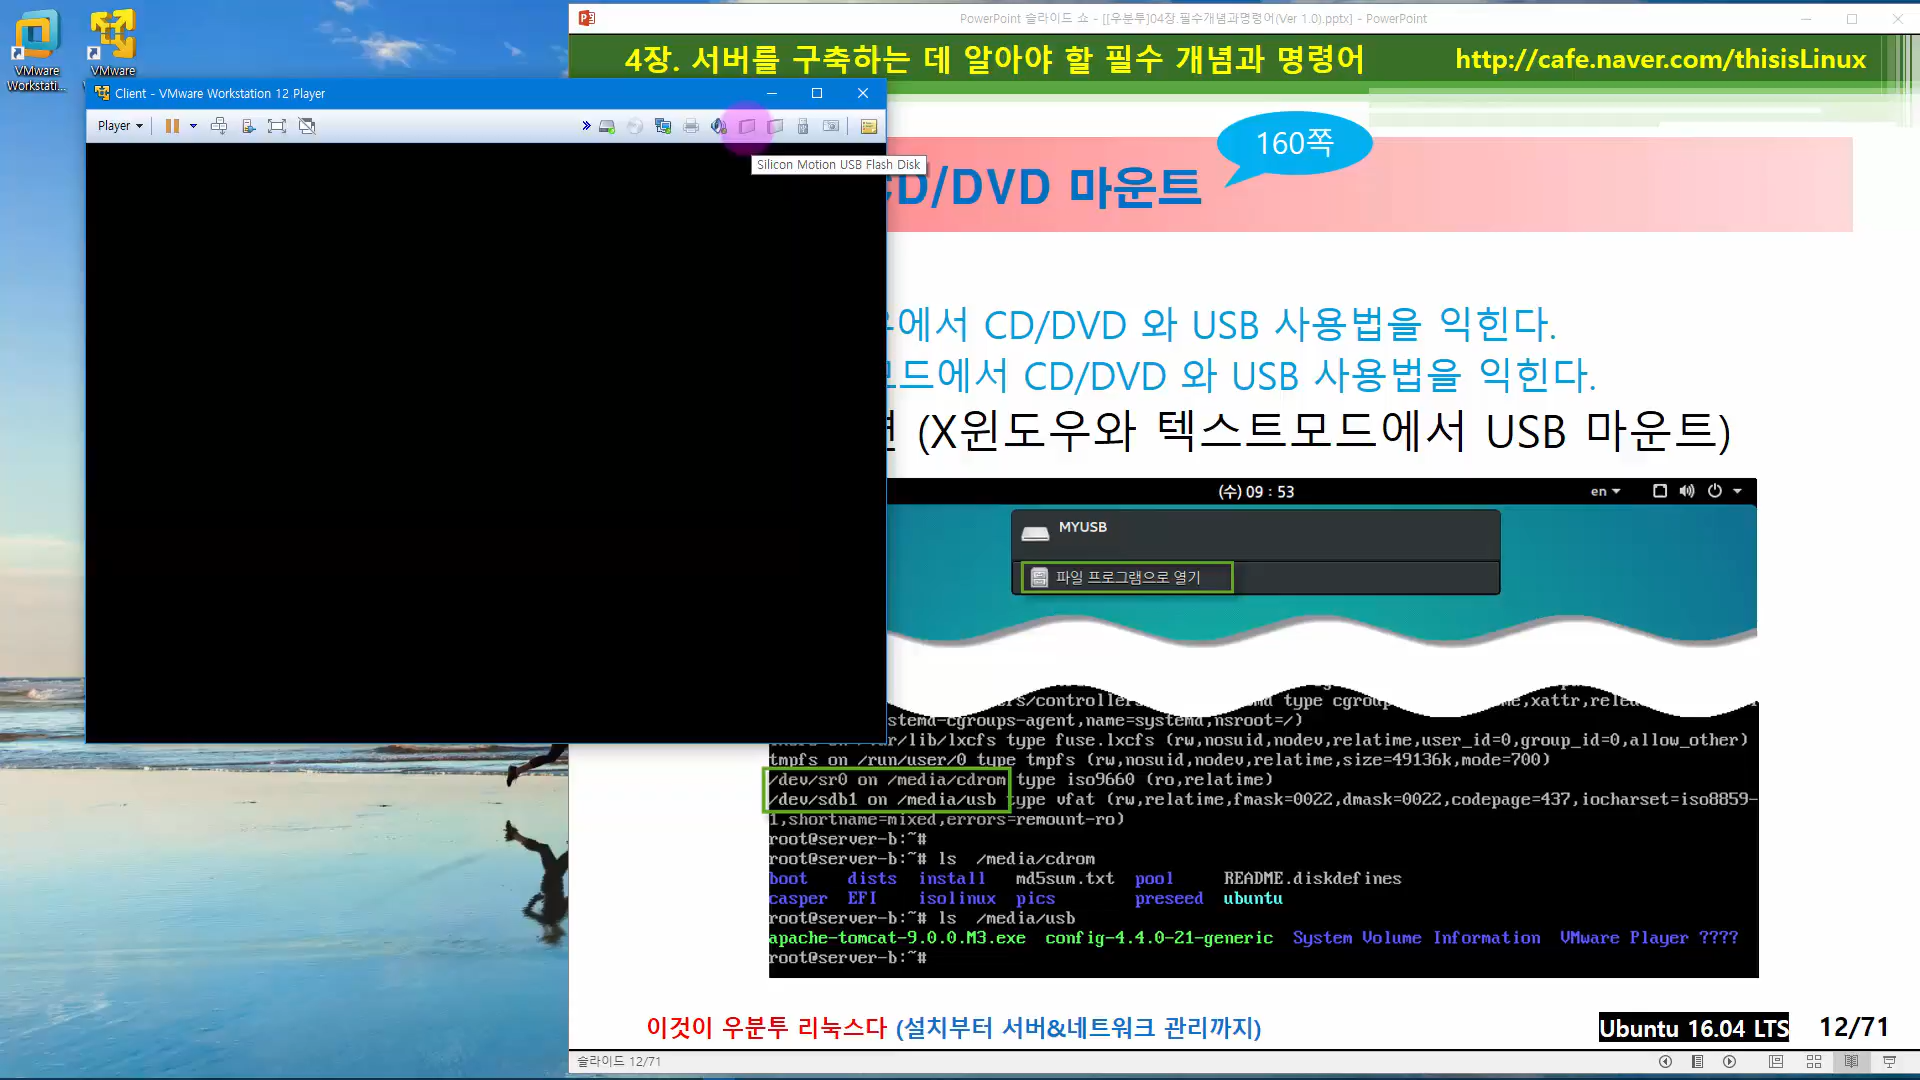 VMware
Workstati...
VMware
PowerPoint 슬라이드 쇼 - [[우분투]04장.필수개념과명령어(Ver 1.0).pptx] - PowerPoint
4장. 서버를 구축하는 데 알아야 할 필수 개념과 명령어
http://cafe.naver.com/thisisLinux
Client - VMware Workstation 12 Player
Player
Silicon Motion USB Flash Disk
160쪽
CD/DVD 마운트
에서 CD/DVD 와 USB 사용법을 익힌다.
드에서 CD/DVD 와 USB 사용법을 익힌다.
(X윈도우와 텍스트모드에서 USB 마운트)
(수) 09 : 53
en
MYUSB
파일 프로그램으로 열기
stemd-cgroups-agent,name=systemd,nsroot=/)
/lib/lxcfs type fuse.lxcfs (rw,nosuid,nodev,relatime,user_id=0,group_id=0,allow_other)
tmpfs on /run/user/0 type tmpfs (rw,nosuid,nodev,relatime,size=49136k,mode=700)
/dev/sr0 on /media/cdrom type iso9660 (ro,relatime)
/dev/sdb1 on /media/usb type vfat (rw,relatime,fmask=0022,dmask=0022,codepage=437,iocharset=iso8859-
1,shortname=mixed,errors=remount-ro)
root@server-b:~#
root@server-b:~# ls /media/cdrom
boot dists install md5sum.txt pool README.diskdefines
casper EFI isolinux pics preseed ubuntu
root@server-b:~# ls /media/usb
apache-tomcat-9.0.0.M3.exe config-4.4.0-21-generic System Volume Information VMware Player ????
root@server-b:~#
이것이 우분투 리눅스다 (설치부터 서버&네트워크 관리까지)
Ubuntu 16.04 LTS
12/71
슬라이드 12/71